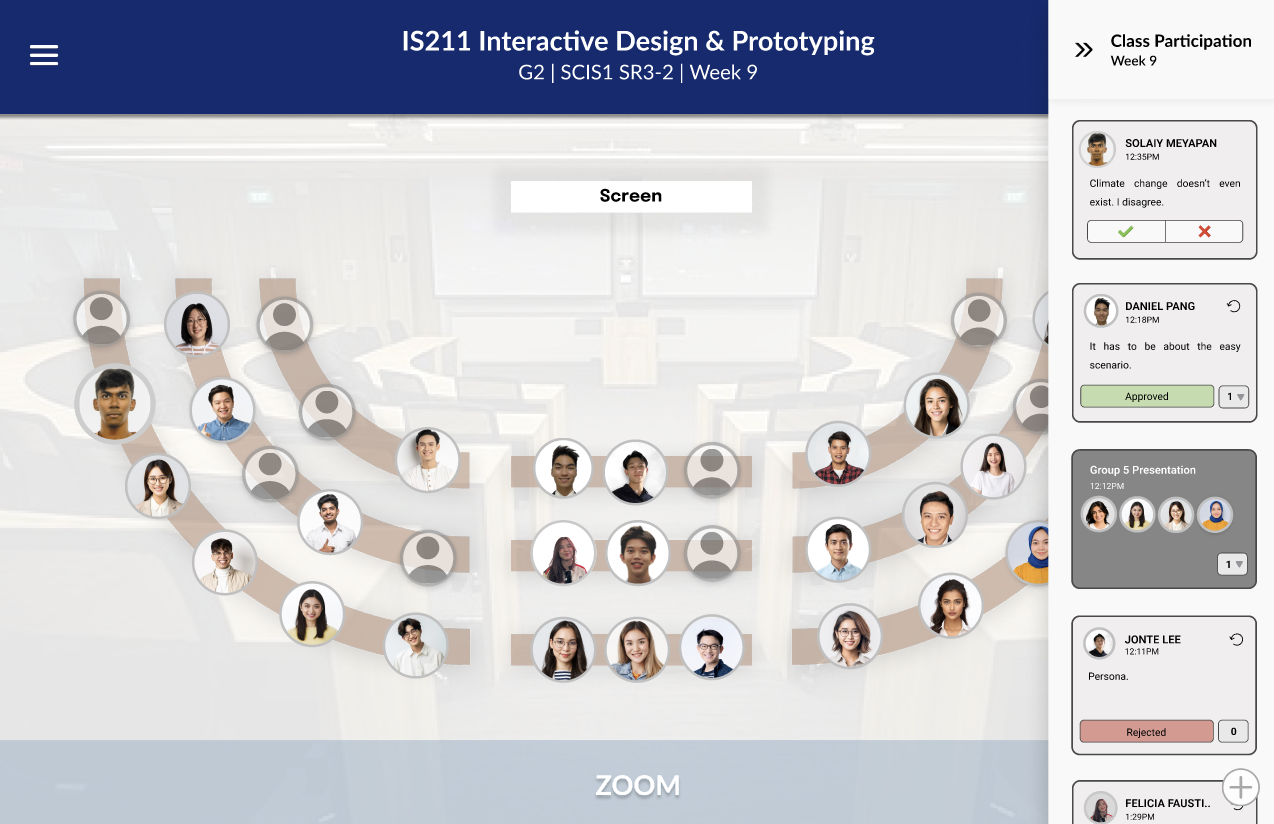 IS211 Interactive Design & Prototyping
G2 | SCIS1 SR3-2 | Week 9
Screen
ZOOM
Class Participation
Week 9
SOLAIY MEYAPAN
12:35PM
Climate change doesn't even
exist. I disagree.
DANIEL PANG
12:18PM
It has to be about the easy
scenario.
Approved
1
Group 5 Presentation
12:12PM
1
JONTE LEE
12:11PM
Persona.
Rejected
0
FELICIA FAUSTI..
1:29PM